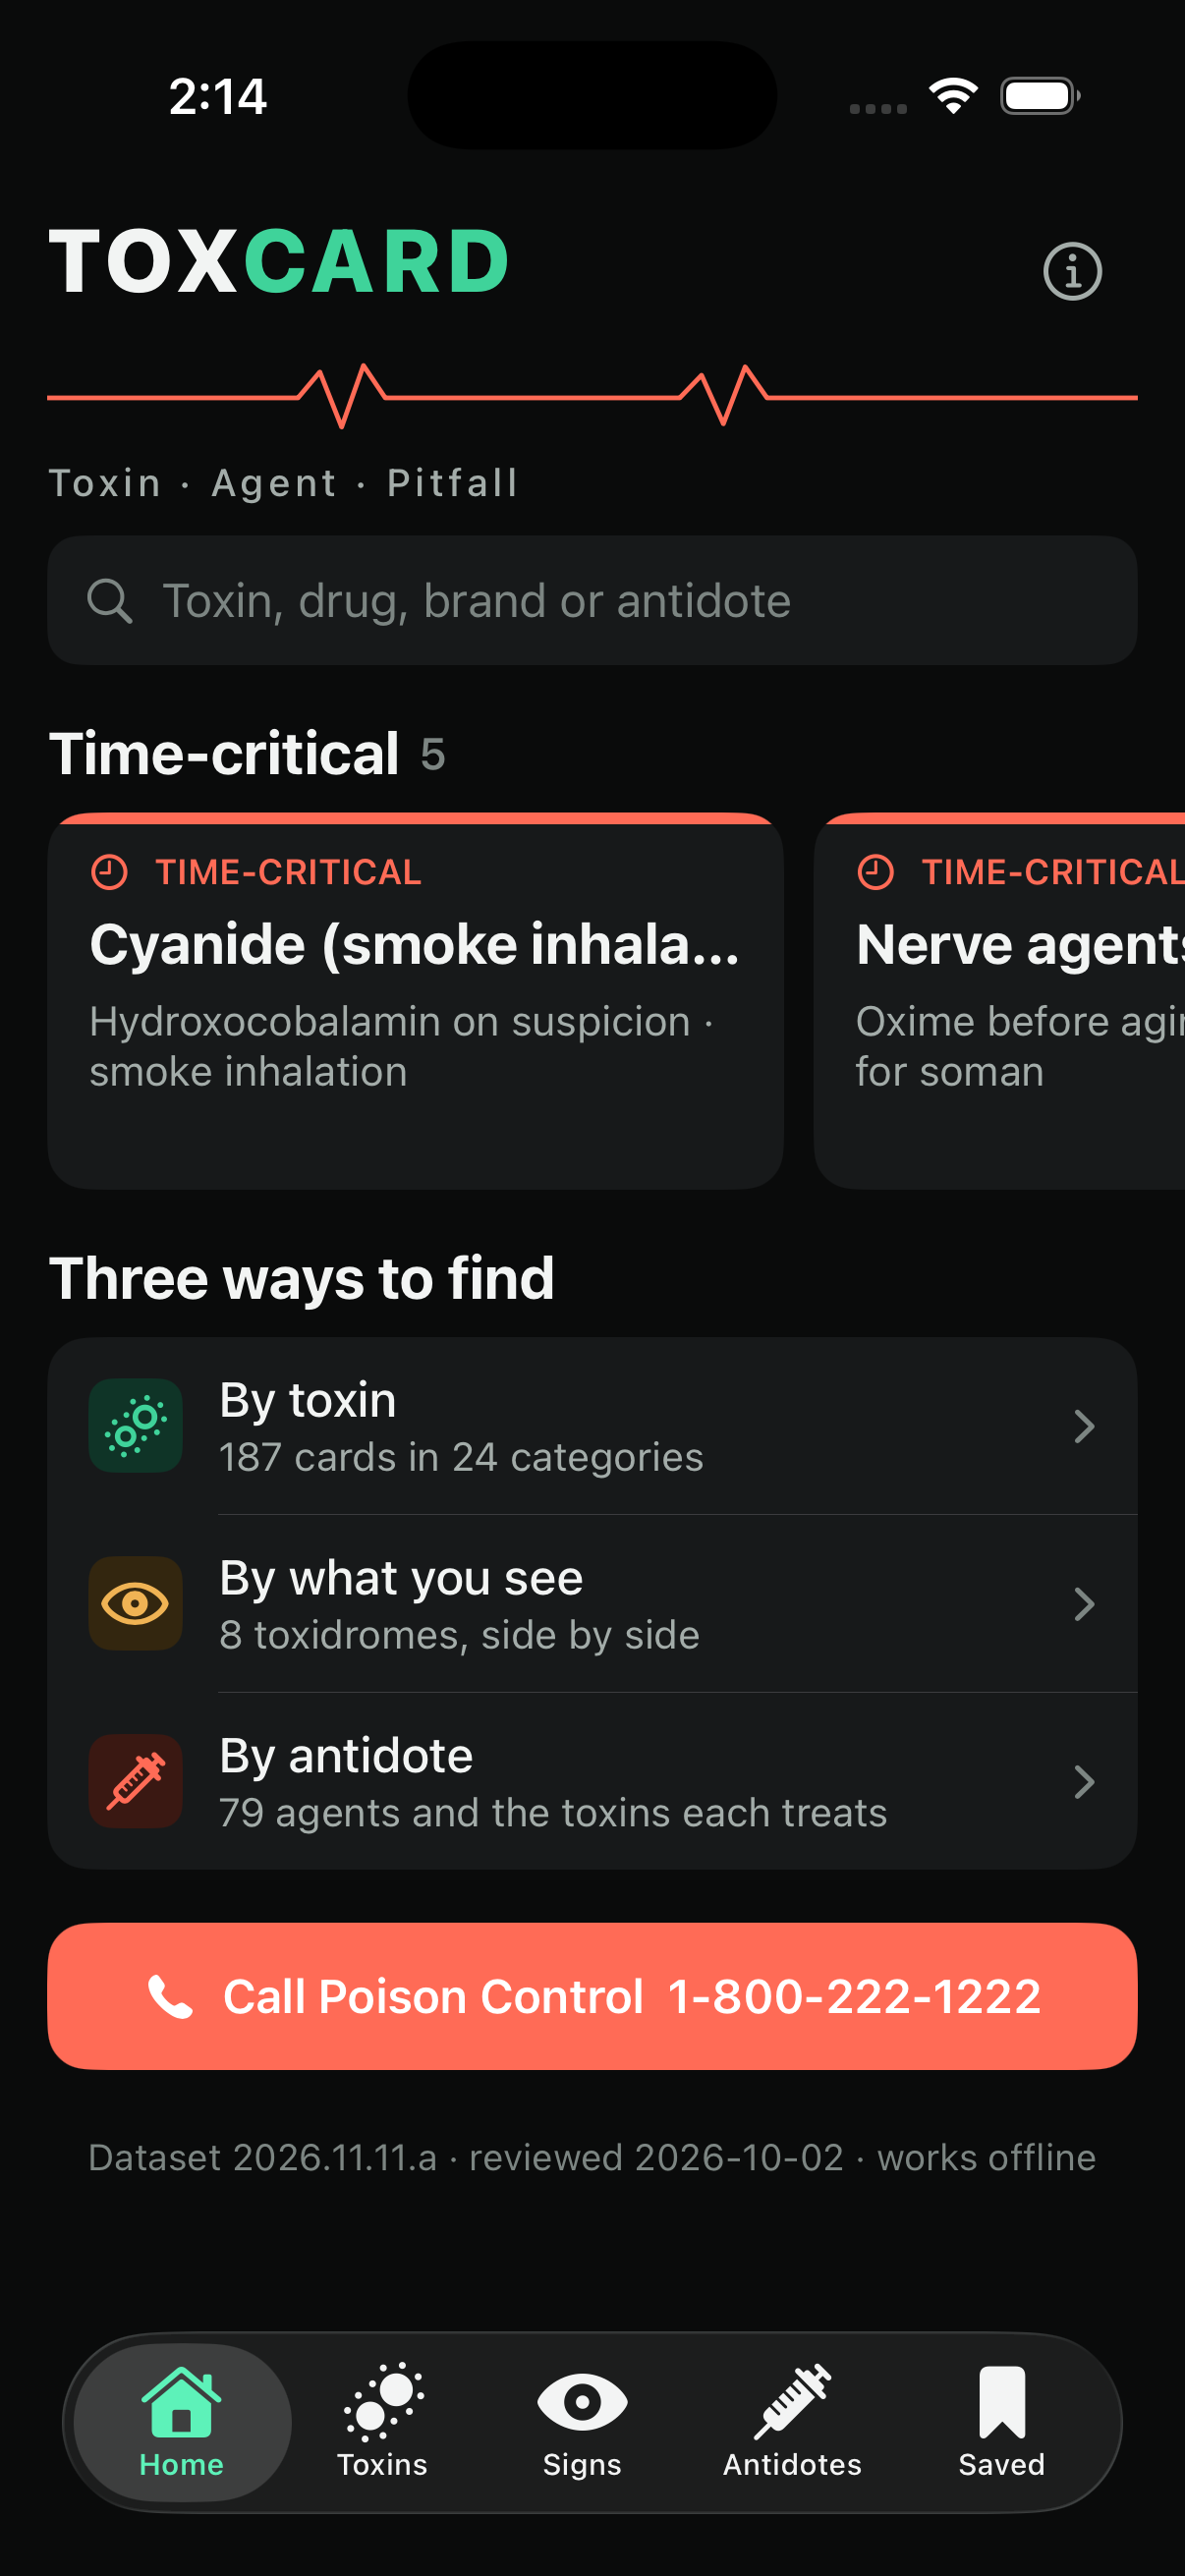 2:14
TOXCARD
Toxin · Agent · Pitfall
Toxin, drug, brand or antidote
Time-critical 5
TIME-CRITICAL
Cyanide (smoke inhala...
Hydroxocobalamin on suspicion ·
smoke inhalation
TIME-CRITICAL
Nerve agents
Oxime before
for soman
Three ways to find
By toxin
187 cards in 24 categories
By what you see
8 toxidromes, side by side
By antidote
79 agents and the toxins each treats
Call Poison Control 1-800-222-1222
Dataset 2026.11.11.a · reviewed 2026-10-02 · works offline
Home
Toxins
Signs
Antidotes
Saved